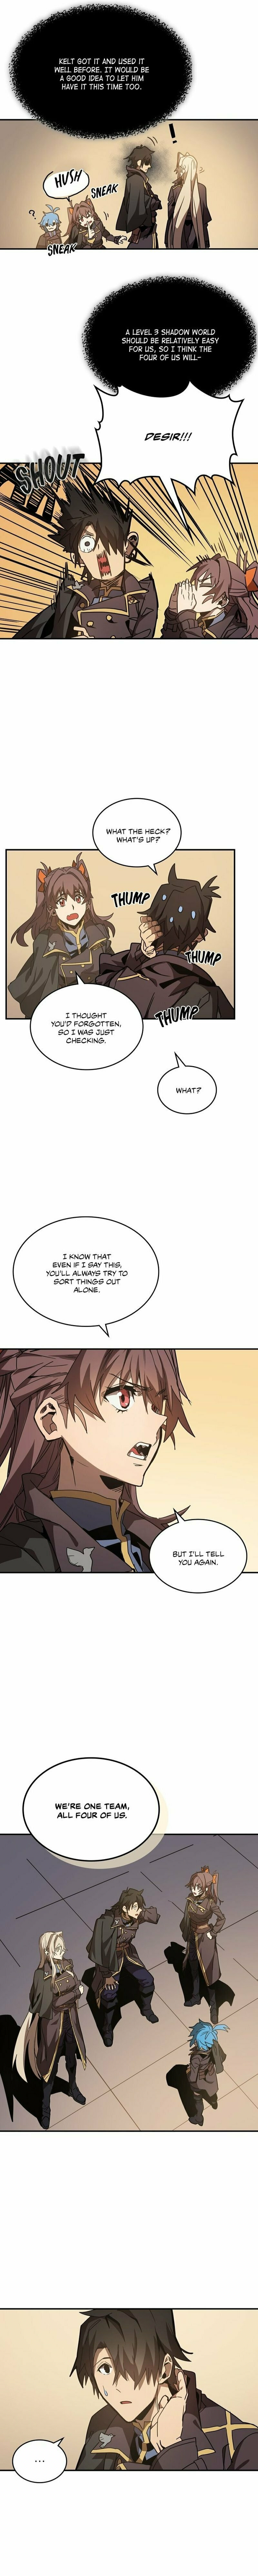 KELT GOT IT AND USED IT
WELL BEFORE. IT WOULD BE
A GOOD IDEA TO LET HIM
HAVE IT THIS TIME TOO.
!
HUSH
SNEAK
?
SNEAK
A LEVEL 3 SHADOW WORLD
SHOULD BE RELATIVELY EASY
FOR US, SO I THINK THE
FOUR OF US WILL-
DESIR!!!
SHOUT
WHAT THE HECK?
WHAT'S UP?
THUMP
THUMP
THUMP
I THOUGHT
YOU'D FORGOTTEN,
SO I WAS JUST
CHECKING.
WHAT?
I KNOW THAT
EVEN IF I SAY THIS,
YOU'LL ALWAYS TRY TO
SORT THINGS OUT
ALONE.
BUT I'LL TELL
YOU AGAIN.
WE'RE ONE TEAM,
ALL FOUR OF US.
...